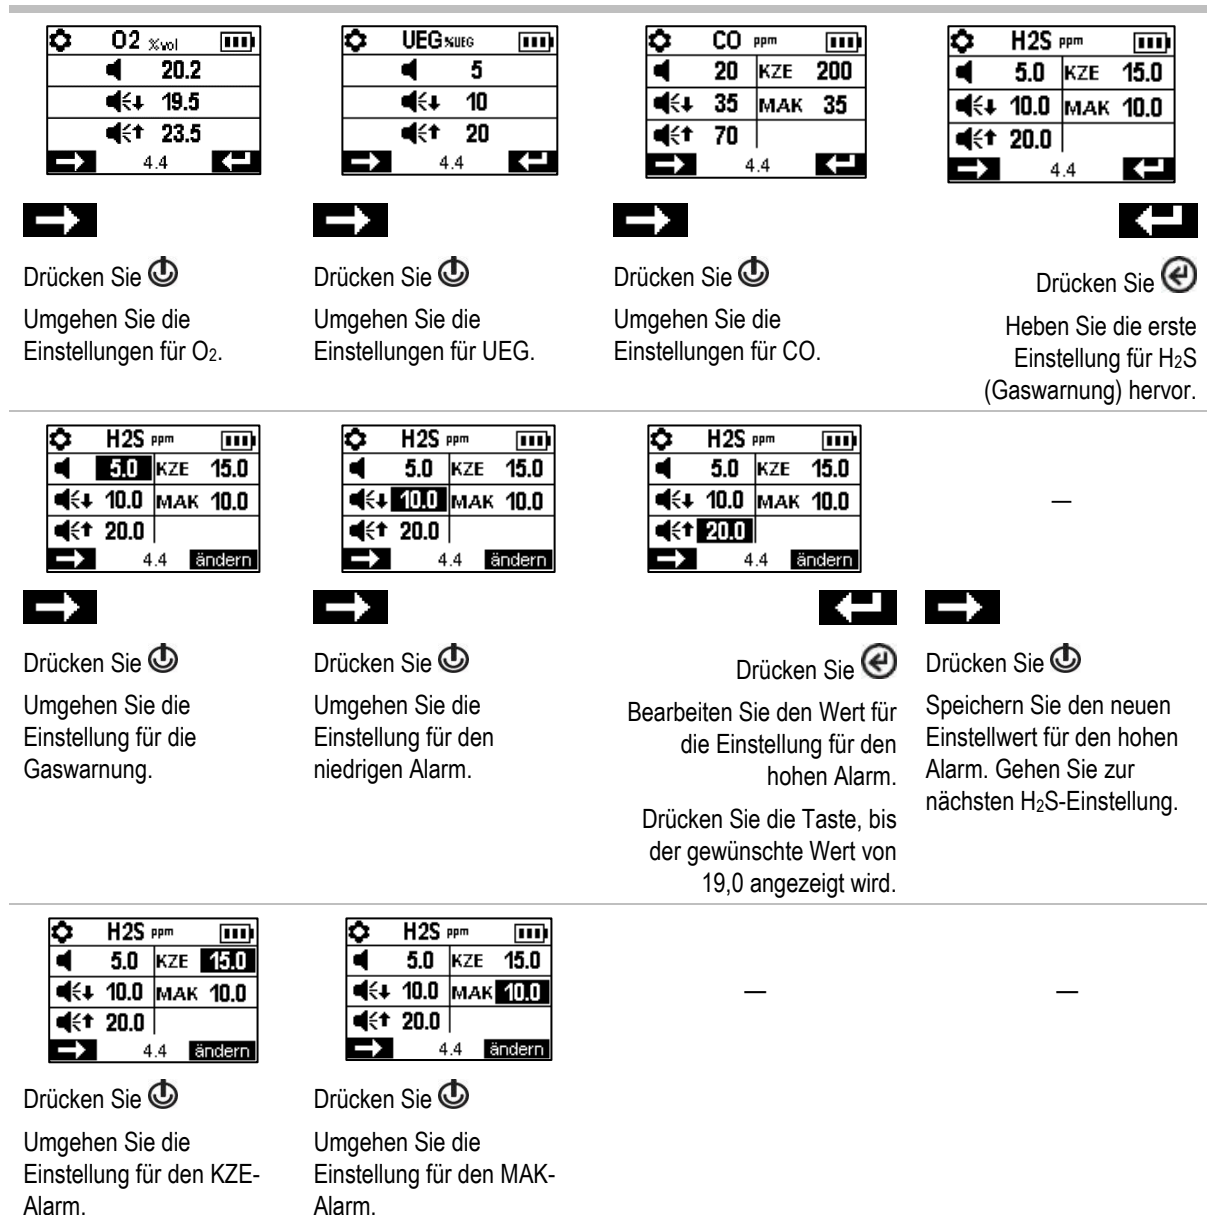 O2 %vol
20.2
19.5
23.5
4.4
UEG %UEG
5
10
20
4.4
CO ppm
20 KZE 200
35 MAK 35
70
4.4
H2S ppm
5.0 KZE 15.0
10.0 MAK 10.0
20.0
4.4
Drücken Sie
Umgehen Sie die
Einstellungen für O2.
Drücken Sie
Umgehen Sie die
Einstellungen für UEG.
Drücken Sie
Umgehen Sie die
Einstellungen für CO.
Drücken Sie
Heben Sie die erste
Einstellung für H2S
(Gaswarnung) hervor.
H2S ppm
5.0 KZE 15.0
10.0 MAK 10.0
20.0
4.4 ändern
H2S ppm
5.0 KZE 15.0
10.0 MAK 10.0
20.0
4.4 ändern
H2S ppm
5.0 KZE 15.0
10.0 MAK 10.0
20.0
4.4 ändern
—
Drücken Sie
Umgehen Sie die
Einstellung für die
Gaswarnung.
Drücken Sie
Umgehen Sie die
Einstellung für den
niedrigen Alarm.
Drücken Sie
Bearbeiten Sie den Wert für
die Einstellung für den
hohen Alarm.
Drücken Sie die Taste, bis
der gewünschte Wert von
19,0 angezeigt wird.
Drücken Sie
Speichern Sie den neuen
Einstellwert für den hohen
Alarm. Gehen Sie zur
nächsten H2S-Einstellung.
H2S ppm
5.0 KZE 15.0
10.0 MAK 10.0
20.0
4.4 ändern
H2S ppm
5.0 KZE 15.0
10.0 MAK 10.0
20.0
4.4 ändern
—
—
Drücken Sie
Umgehen Sie die
Einstellung für den KZE-
Alarm.
Drücken Sie
Umgehen Sie die
Einstellung für den MAK-
Alarm.